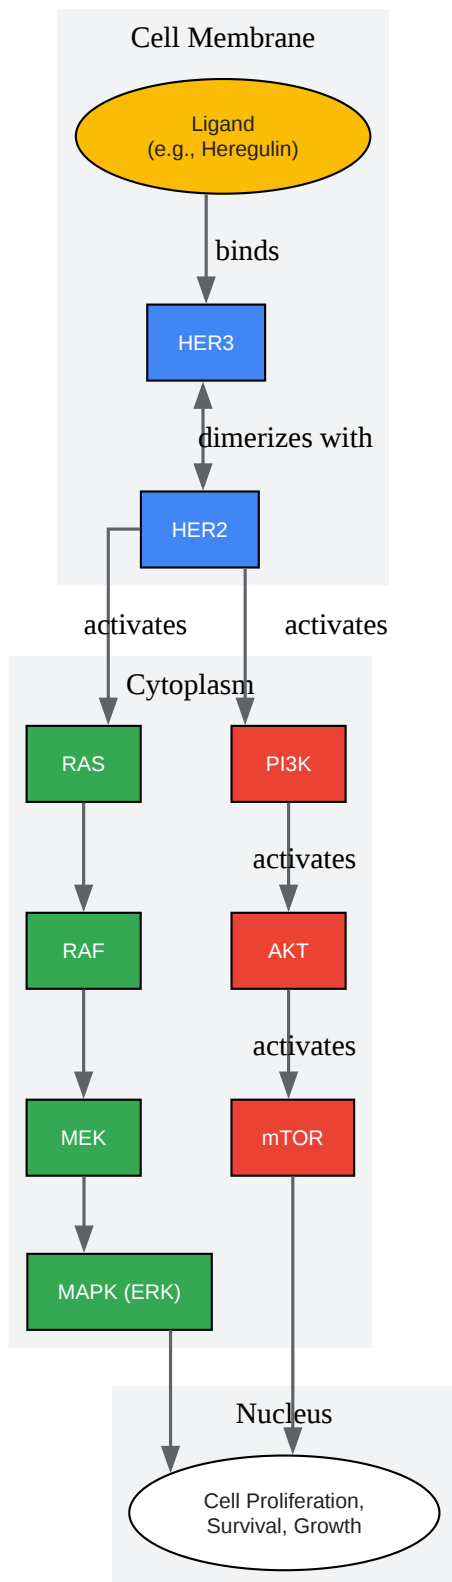 Cell Membrane
Ligand
(e.g., Heregulin)
binds
HER3
dimerizes with
HER2
activates
activates
Cytoplasm
RAS
PI3K
activates
RAF
AKT
activates
MEK
mTOR
MAPK (ERK)
Nucleus
Cell Proliferation,
Survival, Growth